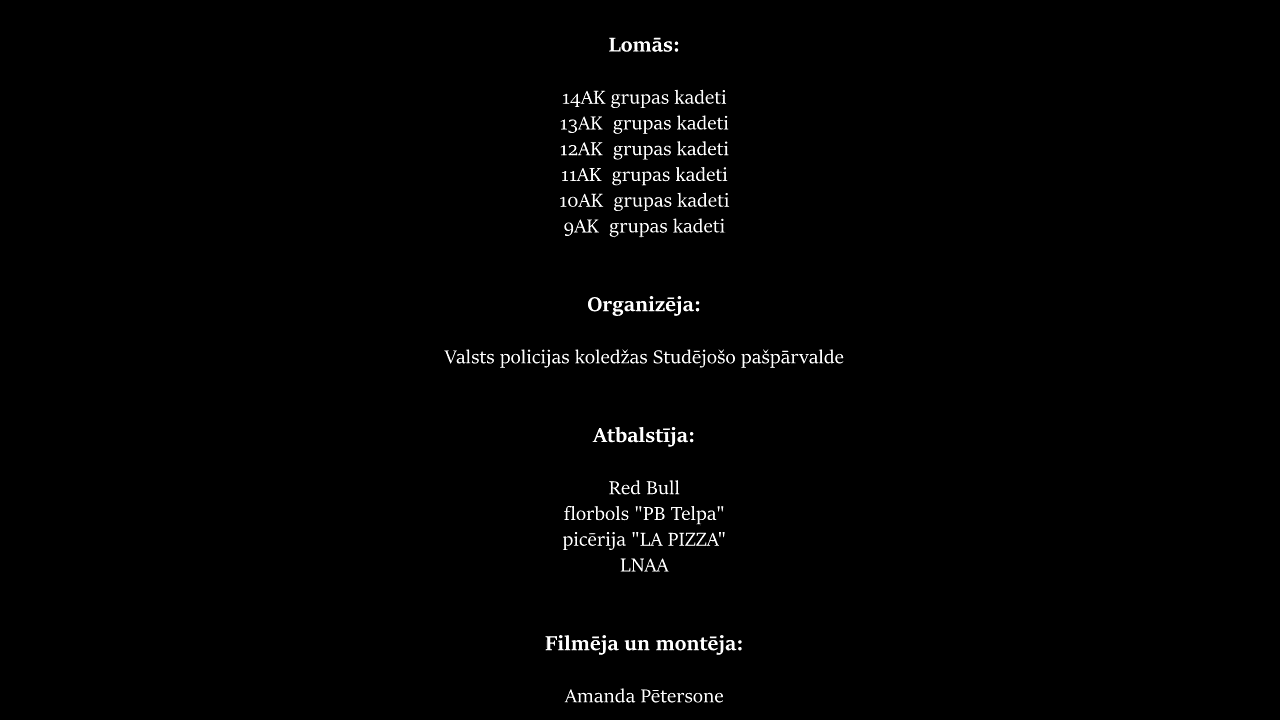 Lomās:
14AK grupas kadeti
13AK grupas kadeti
12AK grupas kadeti
11AK grupas kadeti
10AK grupas kadeti
9AK grupas kadeti
Organizēja:
Valsts policijas koledžas Studējošo pašpārvalde
Atbalstīja:
Red Bull
florbols "PB Telpa"
picērija "LA PIZZA"
LNAA
Filmēja un montēja:
Amanda Pētersone